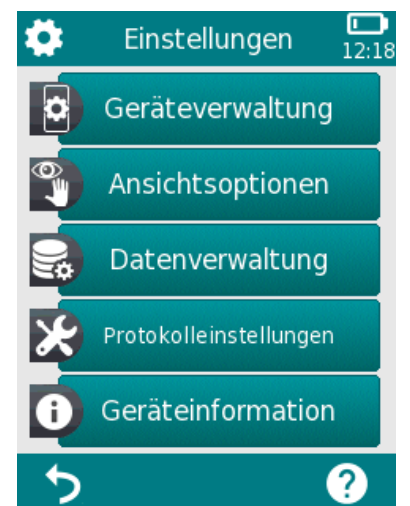 Einstellungen
12:18
Geräteverwaltung
Ansichtsoptionen
Datenverwaltung
Protokolleinstellungen
Geräteinformation